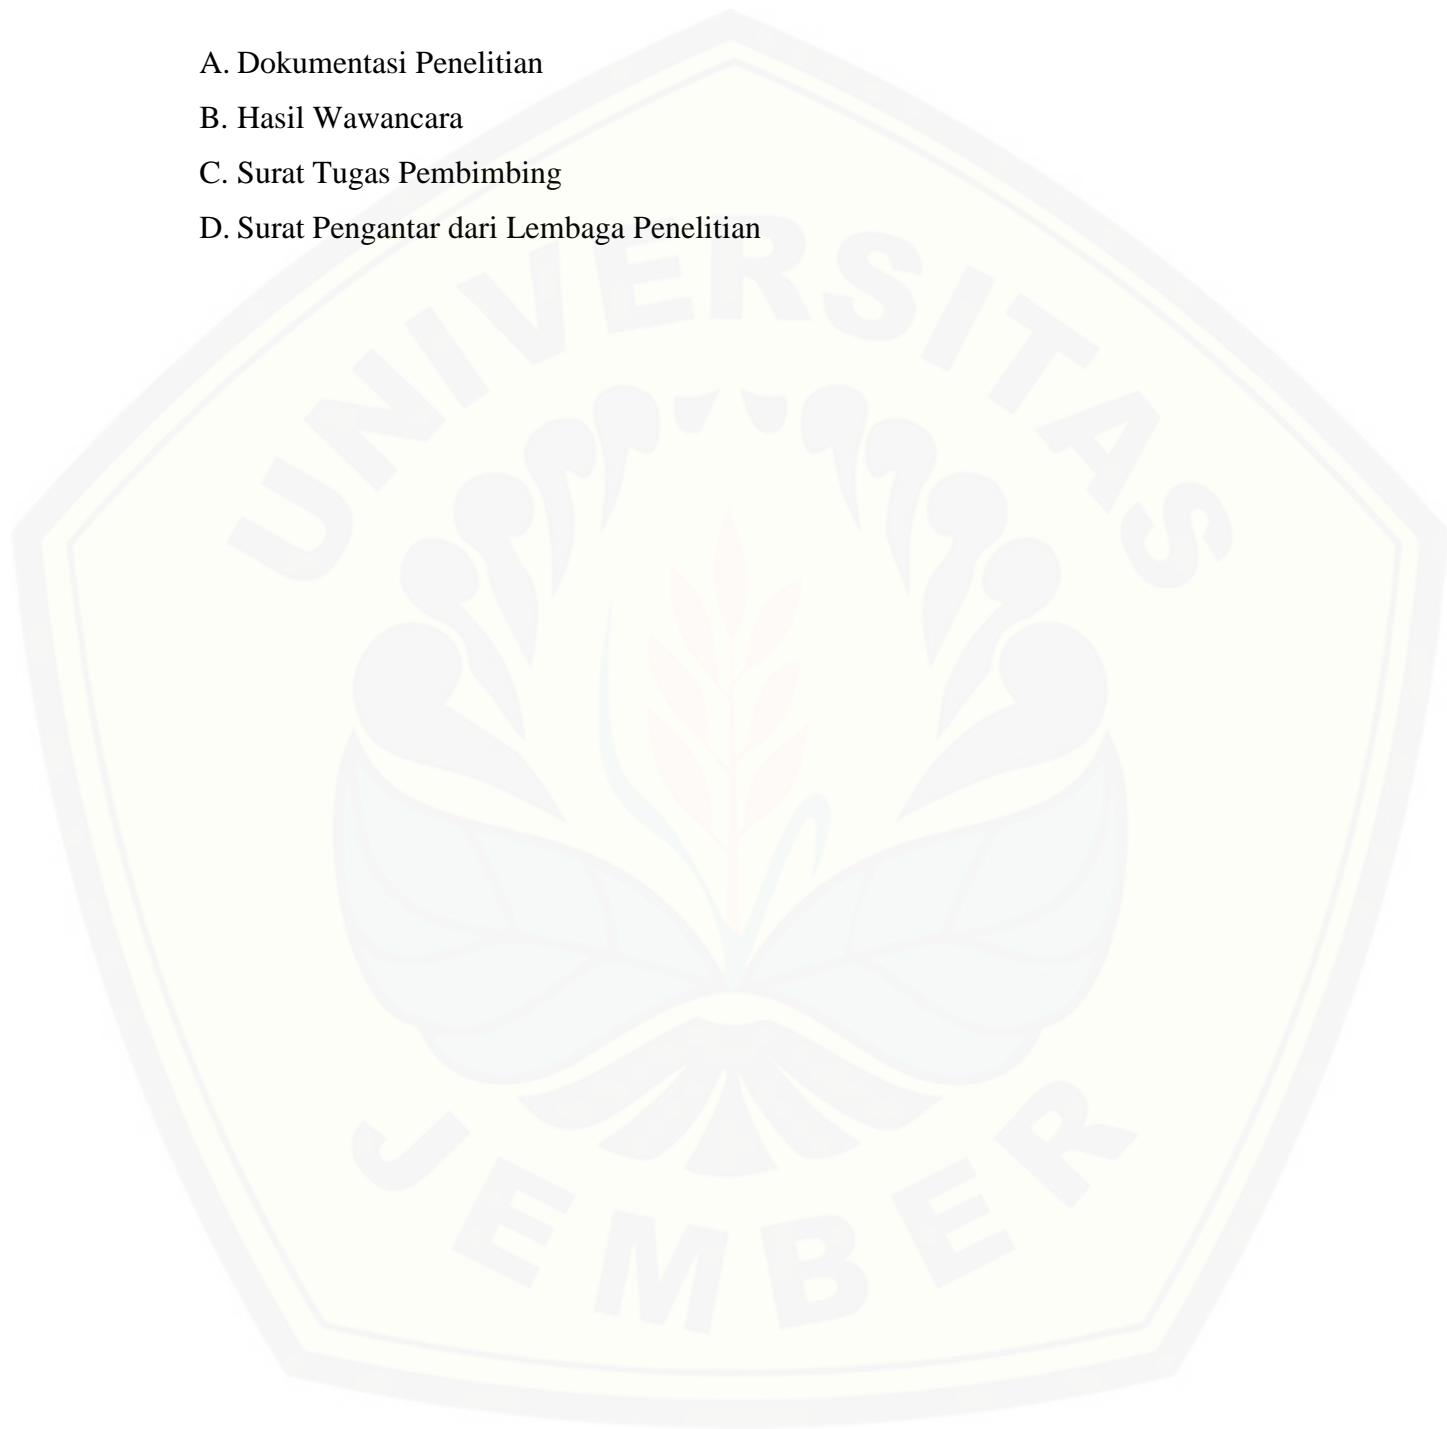 A. Dokumentasi Penelitian
B. Hasil Wawancara
C. Surat Tugas Pembimbing
D. Surat Pengantar dari Lembaga Penelitian
UNIVERSITAS
JEMBER